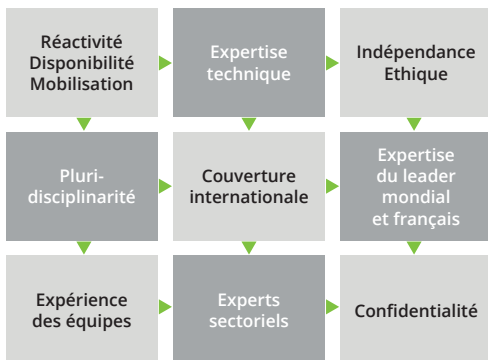 Réactivité
Disponibilité
Mobilisation
Expertise
technique
Indépendance
Ethique
Pluri-
disciplinarité
Couverture
internationale
Expertise
du leader
mondial
et français
Expérience
des équipes
Experts
sectoriels
Confidentialité